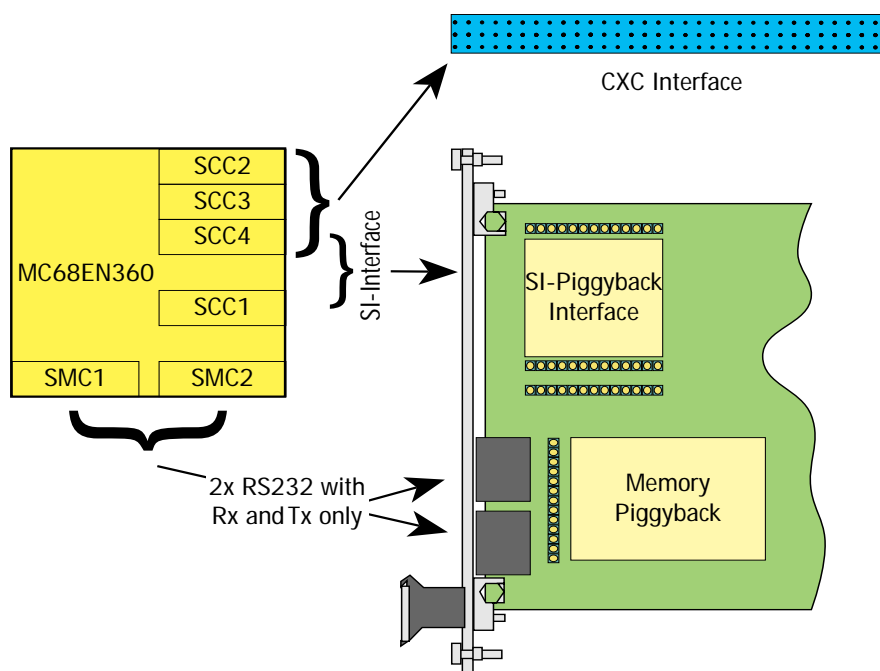 CXC Interface
SCC2
SCC3
SCC4
MC68EN360
SCC1
SMC1
SMC2
SI-Interface
SI-Piggyback
Interface
2x RS232 with
Rx and Tx only
Memory
Piggyback